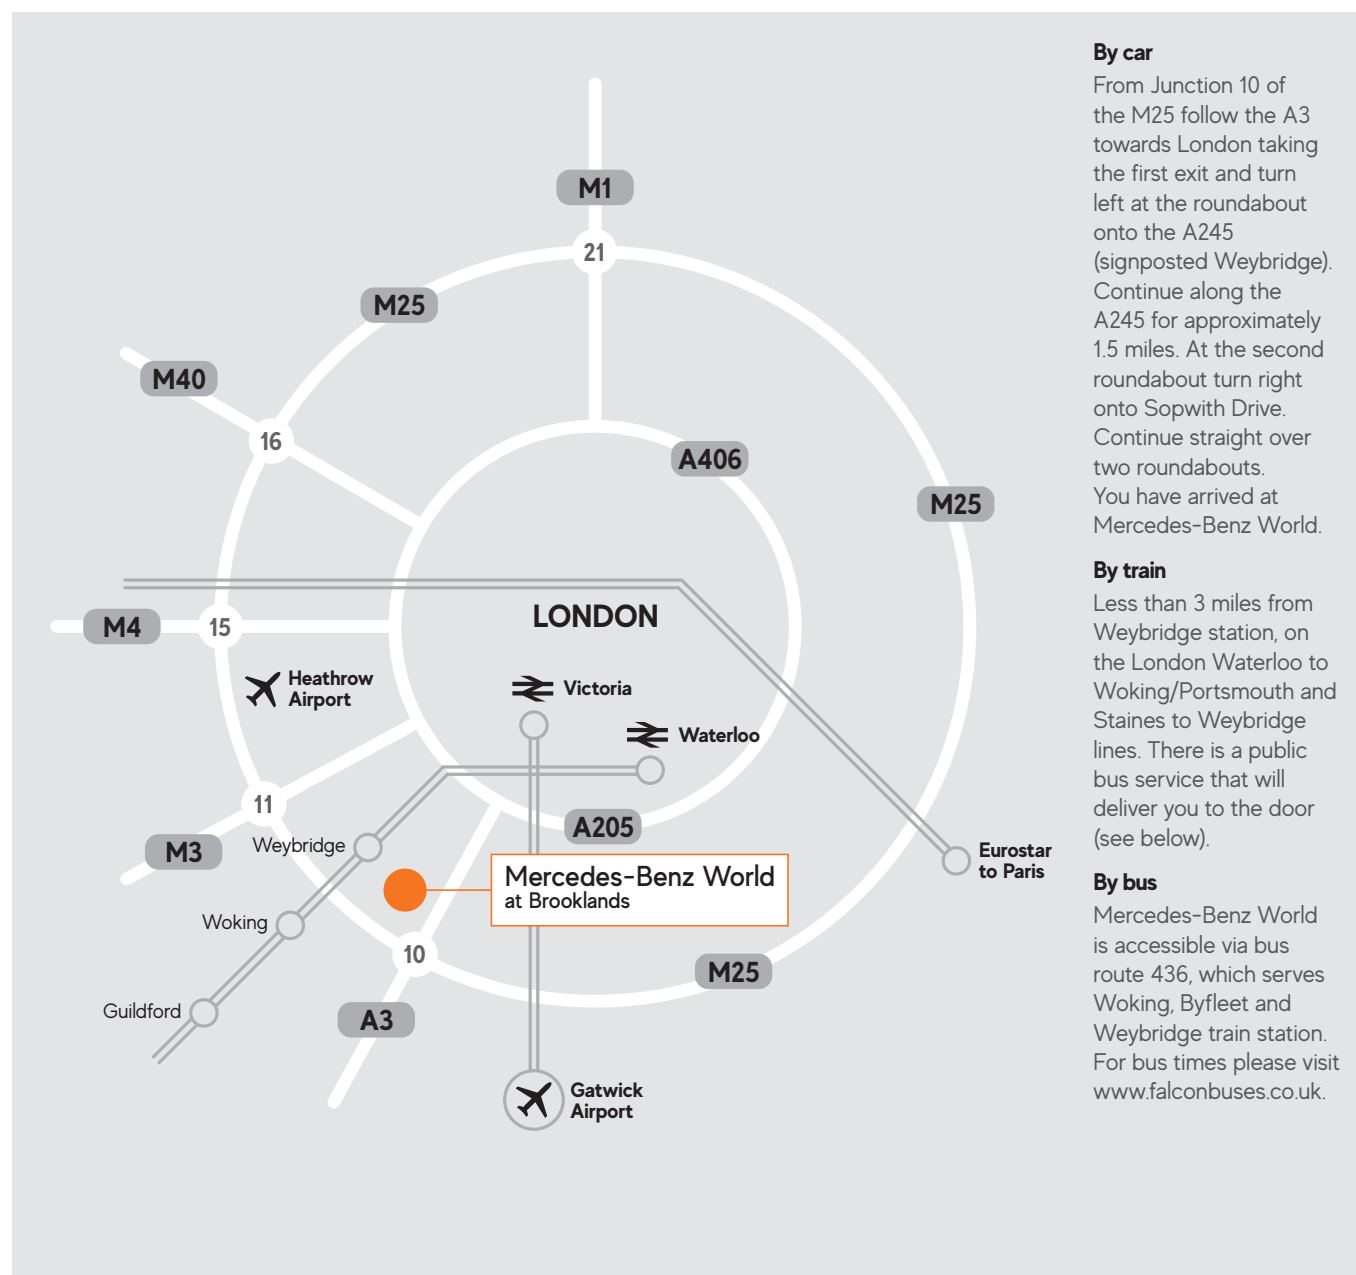 M1
21
M25
M40
16
A406
M25
LONDON
M4
15
Heathrow
Airport
Victoria
Waterloo
11
M3
Weybridge
A205
Eurostar
to Paris
Mercedes-Benz World
at Brooklands
Woking
10
M25
Guildford
A3
Gatwick
Airport
By car
From Junction 10 of
the M25 follow the A3
towards London taking
the first exit and turn
left at the roundabout
onto the A245
(signposted Weybridge).
Continue along the
A245 for approximately
1.5 miles. At the second
roundabout turn right
onto Sopwith Drive.
Continue straight over
two roundabouts.
You have arrived at
Mercedes-Benz World.
By train
Less than 3 miles from
Weybridge station, on
the London Waterloo to
Woking/Portsmouth and
Staines to Weybridge
lines. There is a public
bus service that will
deliver you to the door
(see below).
By bus
Mercedes-Benz World
is accessible via bus
route 436, which serves
Woking, Byfleet and
Weybridge train station.
For bus times please visit
www.falconbuses.co.uk.